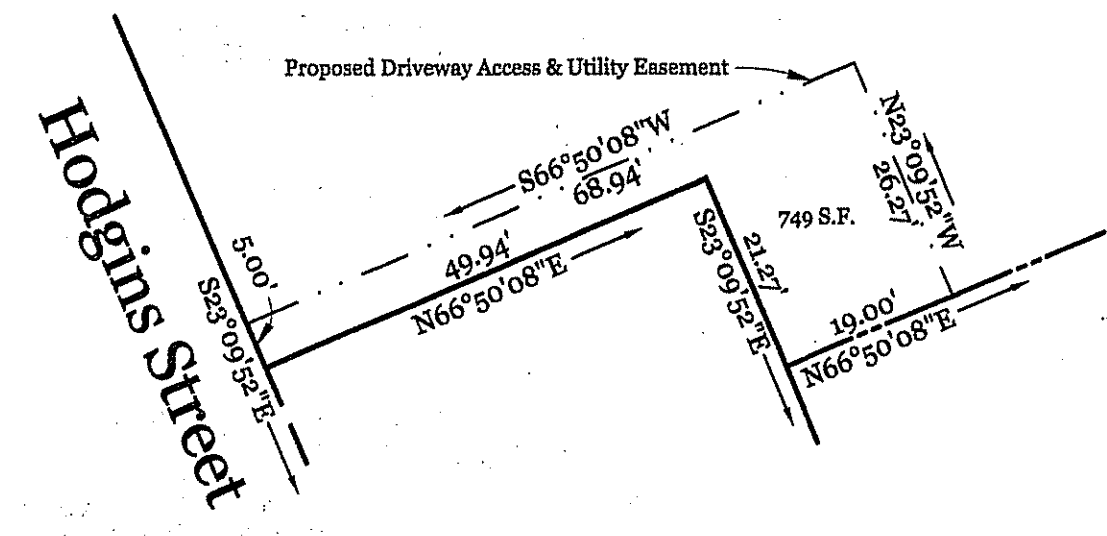 Proposed Driveway Access & Utility Easement
Hodgins Street
S66°50'08"W
68.94'
N23°09'52"W
26.27'
749 S.F.
5.00'
S23°09'52"E
49.94'
N66°50'08"E
21.27'
S23°09'52"E
19.00'
N66°50'08"E